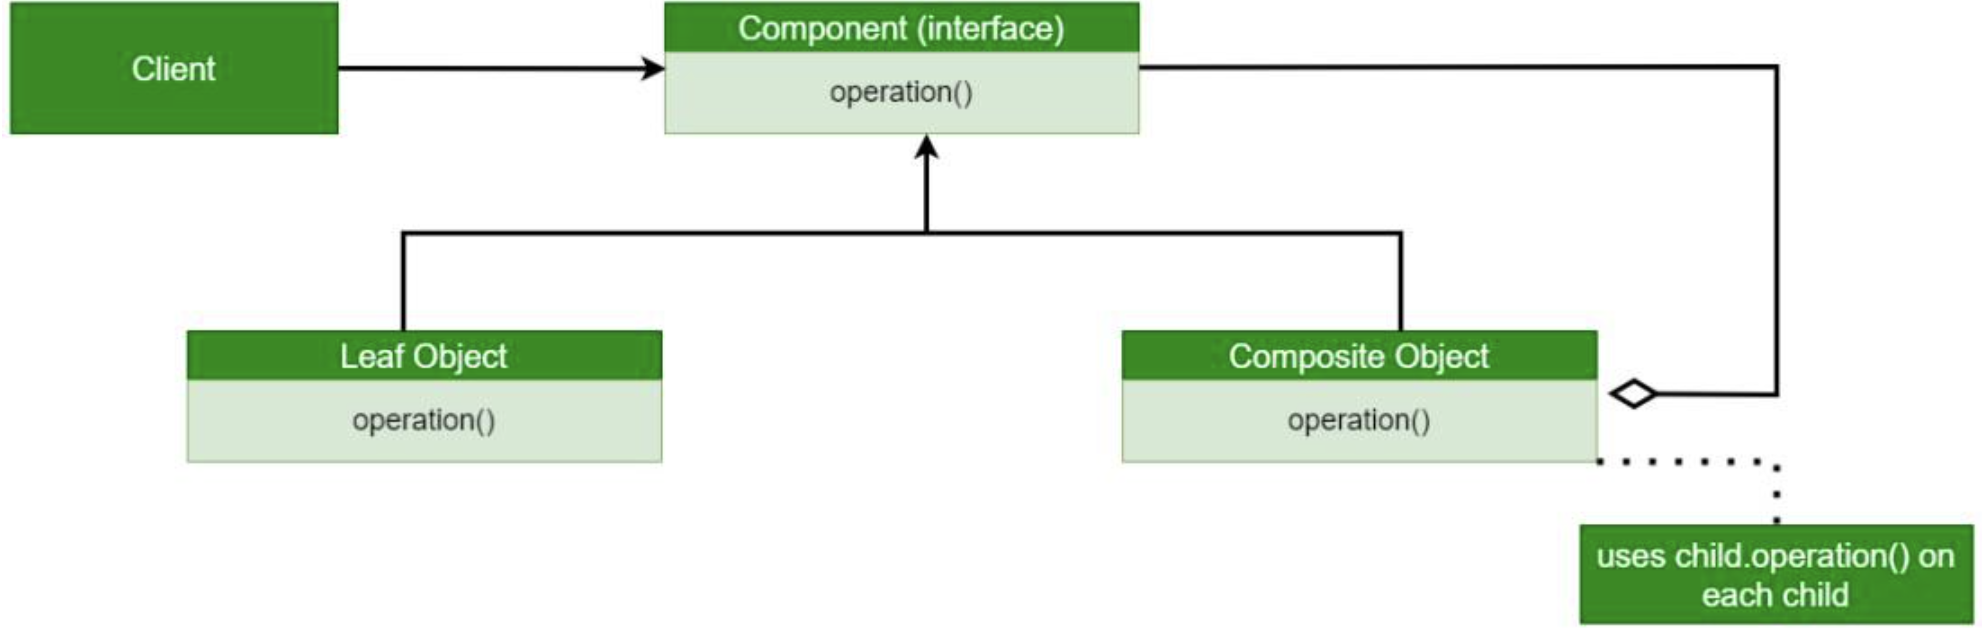 Client
Component (interface)
operation()
Leaf Object
operation()
Composite Object
operation()
uses child.operation() on
each child